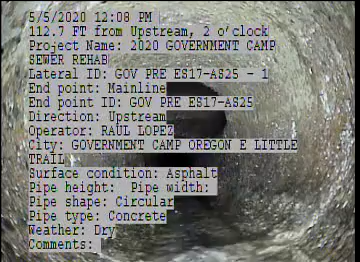 5/5/2020 12:08 PM
112.7 FT from Upstream, 2 o'clock
Project Name: 2020 GOVERNMENT CAMP
SEWER REHAB
Lateral ID: GOV PRE ES17-AS25 - 1
End point: Mainline
End point ID: GOV PRE ES17-AS25
Direction: Upstream
Operator: RAUL LOPEZ
City: GOVERNMENT CAMP OREGON E LITTLE
TRAIL
Surface condition: Asphalt
Pipe height:  Pipe width:
Pipe shape: Circular
Pipe type: Concrete
Weather: Dry
Comments: